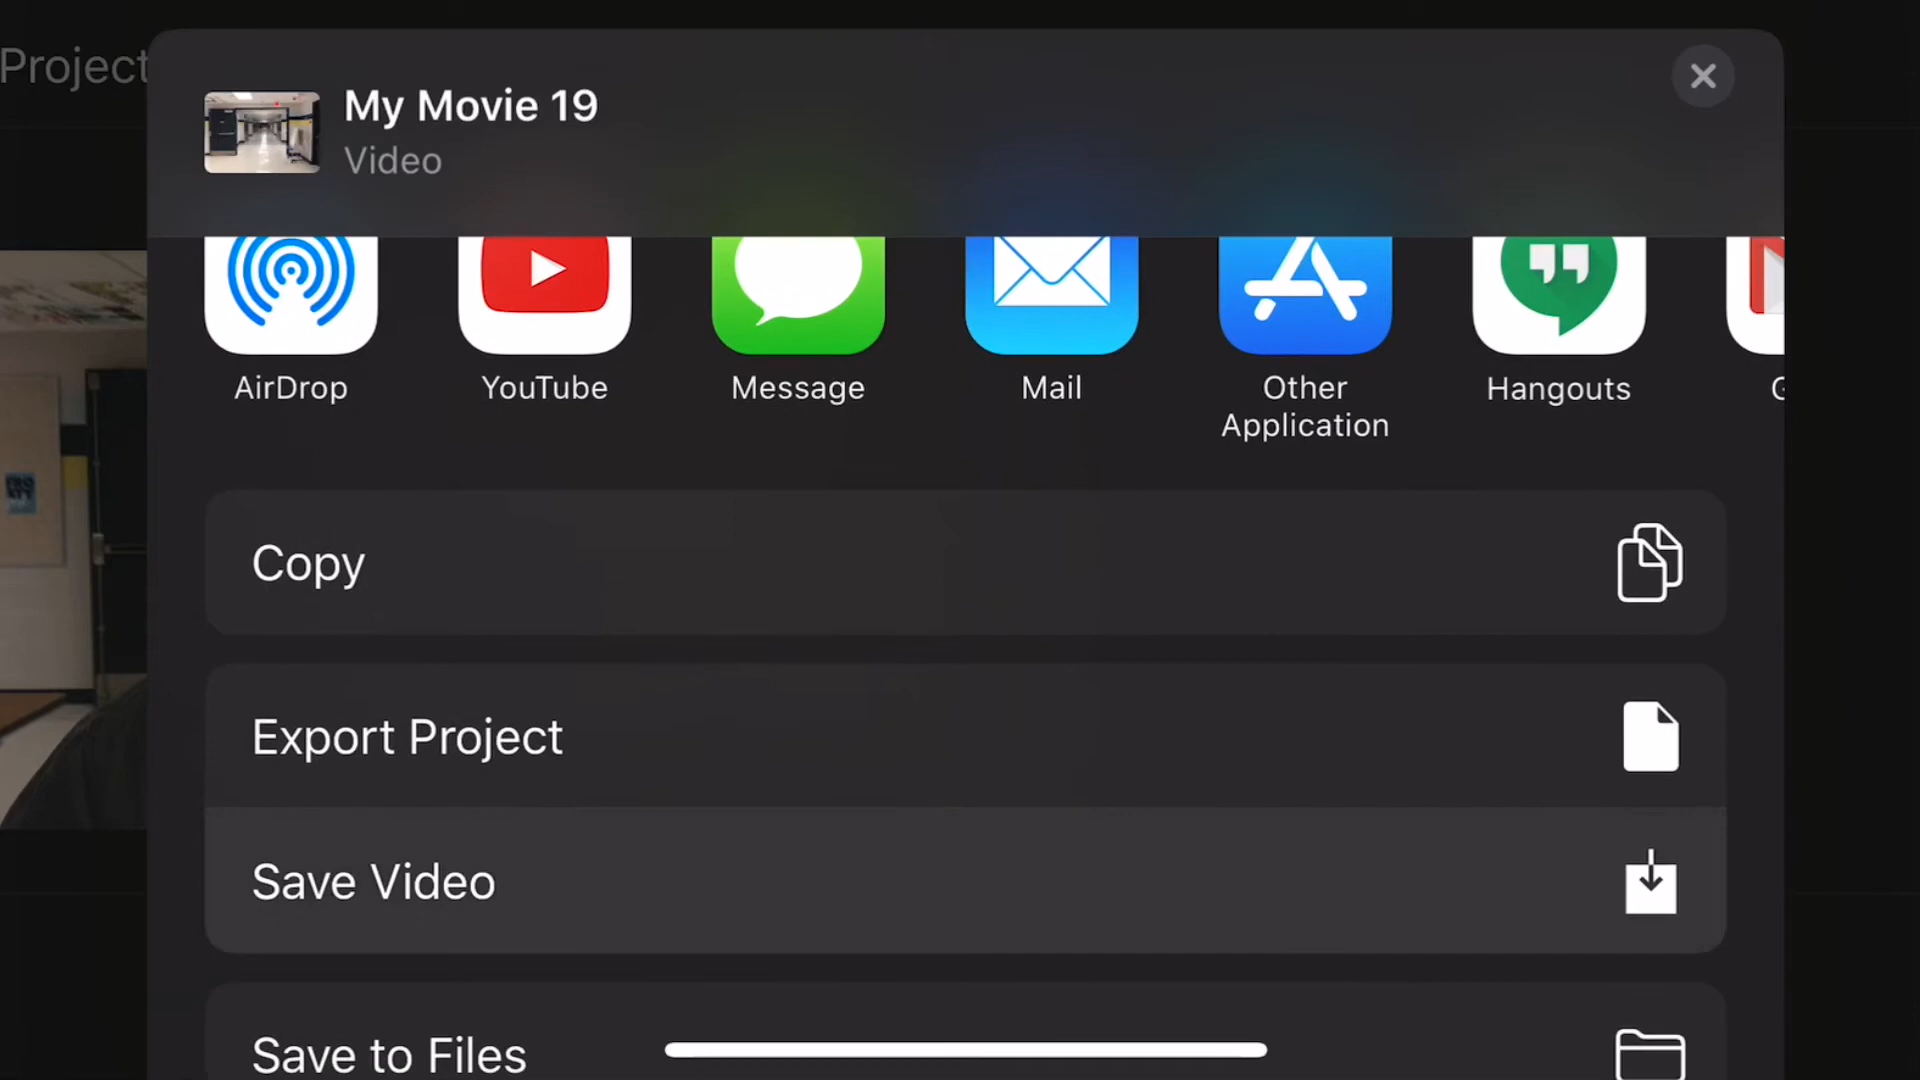 Project
My Movie 19
Video
AirDrop
YouTube
Message
Mail
Other
Application
Hangouts
Copy
Export Project
Save Video
Save to Files